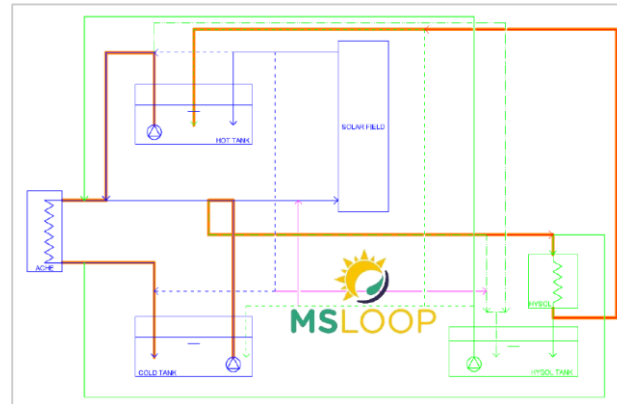 SOLAR FIELD
HOT TANK
ACHE
HYSOL
MSLOOP
COLD TANK
HYSOL TANK